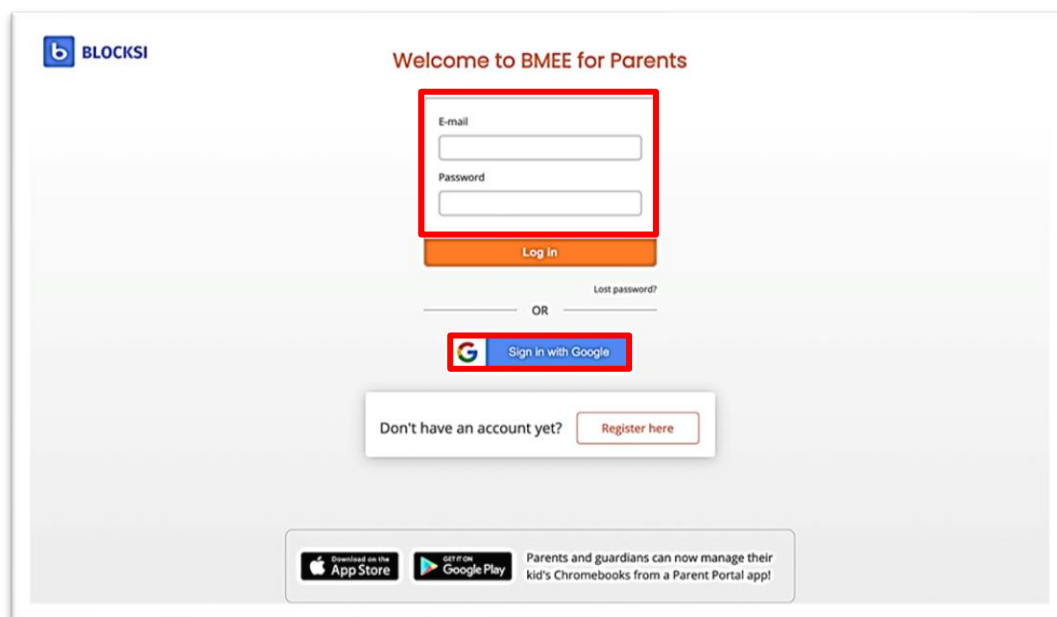 BLOCKSI
Welcome to BMEE for Parents
E-mail
Password
Log in
Lost password?
OR
Sign in with Google
Don't have an account yet?
Register here
Download on the
App Store
GET IT ON
Google Play
Parents and guardians can now manage their
kid's Chromebooks from a Parent Portal app!